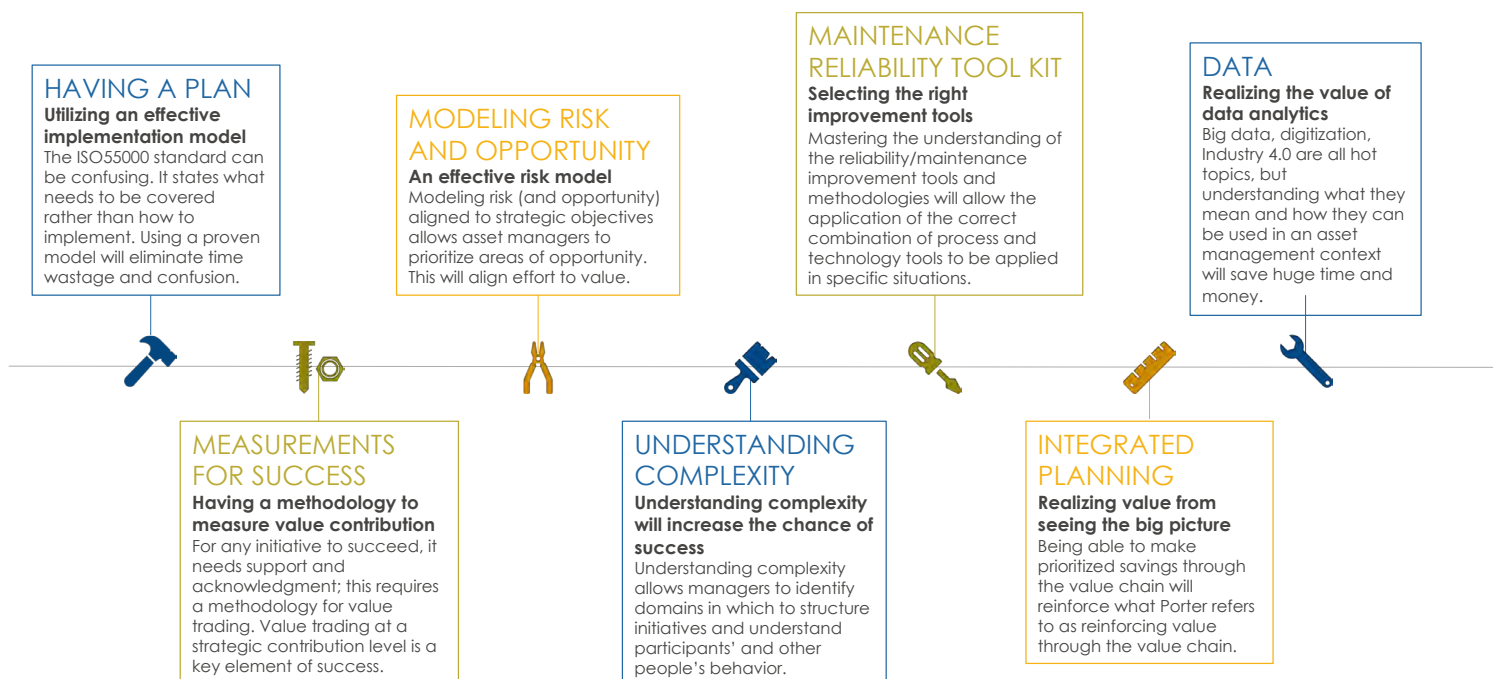 HAVING A PLAN
Utilizing an effective
implementation model
The ISO55000 standard can
be confusing. It states what
needs to be covered
rather than how to
implement. Using a proven
model will eliminate time
wastage and confusion.
MEASUREMENTS
FOR SUCCESS
Having a methodology to
measure value contribution
For any initiative to succeed, it
needs support and
acknowledgment; this requires
a methodology for value
trading. Value trading at a
strategic contribution level is a
key element of success.
MODELING RISK
AND OPPORTUNITY
An effective risk model
Modeling risk (and opportunity)
aligned to strategic objectives
allows asset managers to
prioritize areas of opportunity.
This will align effort to value.
UNDERSTANDING
COMPLEXITY
Understanding complexity
will increase the chance of
success
Understanding complexity
allows managers to identify
domains in which to structure
initiatives and understand
participants' and other
people's behavior.
MAINTENANCE
RELIABILITY TOOL KIT
Selecting the right
improvement tools
Mastering the understanding of
the reliability/maintenance
improvement tools and
methodologies will allow the
application of the correct
combination of process and
technology tools to be applied
in specific situations.
INTEGRATED
PLANNING
Realizing value from
seeing the big picture
Being able to make
prioritized savings through
the value chain will
reinforce what Porter refers
to as reinforcing value
through the value chain.
DATA
Realizing the value of
data analytics
Big data, digitization,
Industry 4.0 are all hot
topics, but
understanding what they
mean and how they can
be used in an asset
management context
will save huge time and
money.